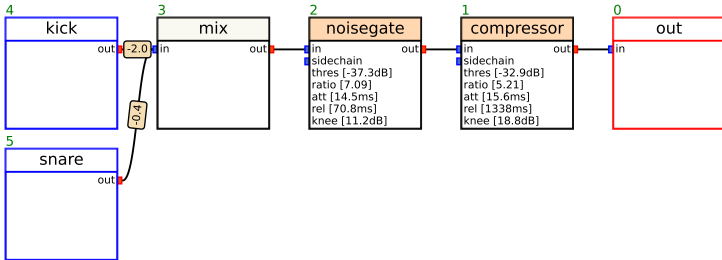 4
kick
out
-2.0
3
mix
in
out
2
noisegate
in
out
sidechain
thres [-37.3dB]
ratio [7.09]
att [14.5ms]
rel [70.8ms]
knee [11.2dB]
1
compressor
in
out
sidechain
thres [-32.9dB]
ratio [5.21]
att [15.6ms]
rel [1338ms]
knee [18.8dB]
0
out
in
-0.4
5
snare
out